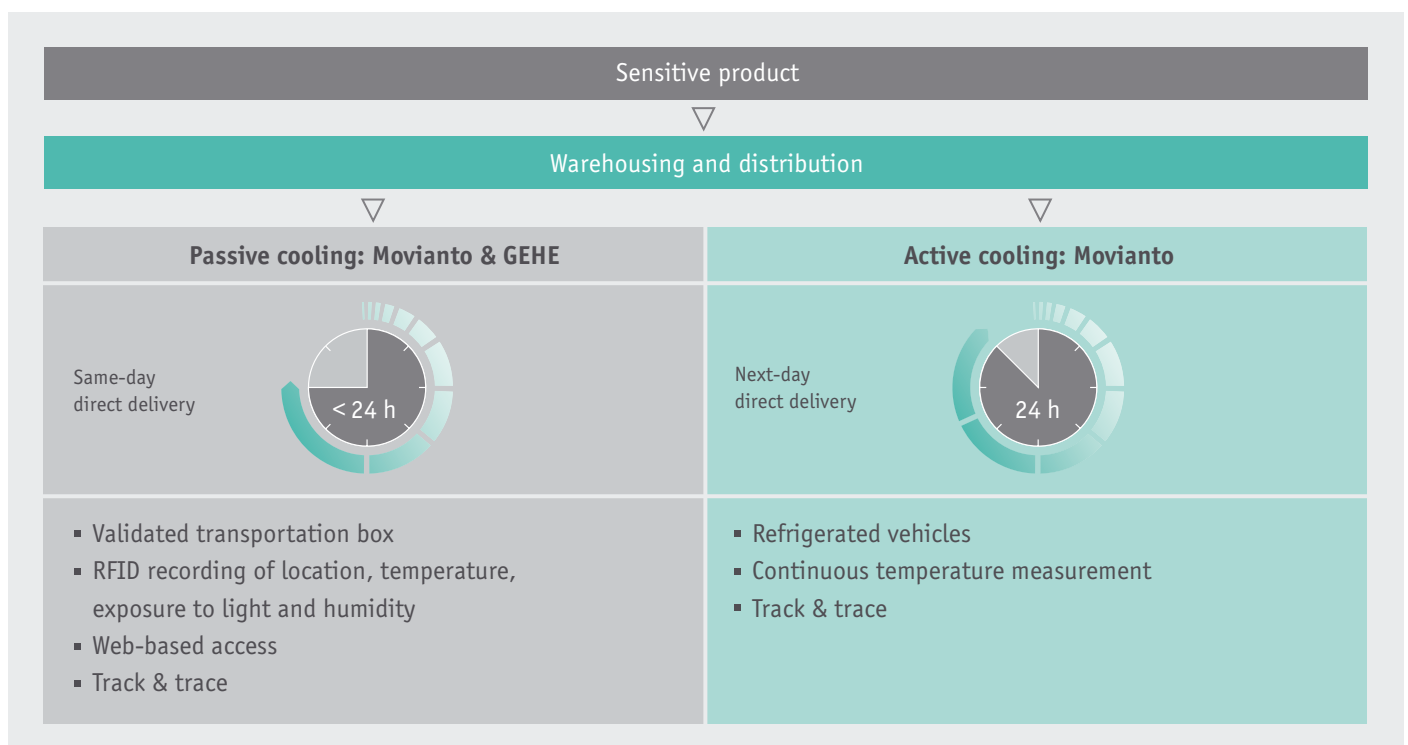 Sensitive product
Warehousing and distribution
Passive cooling: Movianto & GEHE
Active cooling: Movianto
Same-day
direct delivery
< 24 h
Next-day
direct delivery
24 h
▪ Validated transportation box
▪ RFID recording of location, temperature,
exposure to light and humidity
▪ Web-based access
▪ Track & trace
▪ Refrigerated vehicles
▪ Continuous temperature measurement
▪ Track & trace